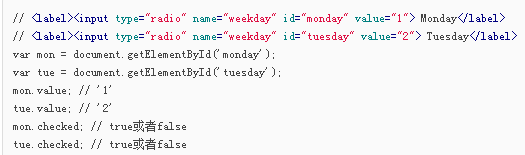 // <label><input type="radio" name="weekday" id="monday" value="1"> Monday</label>
// <label><input type="radio" name="weekday" id="tuesday" value="2"> Tuesday</label>
var mon = document.getElementById('monday');
var tue = document.getElementById('tuesday');
mon.value; // '1'
tue.value; // '2'
mon.checked; // true或者false
tue.checked; // true或者false